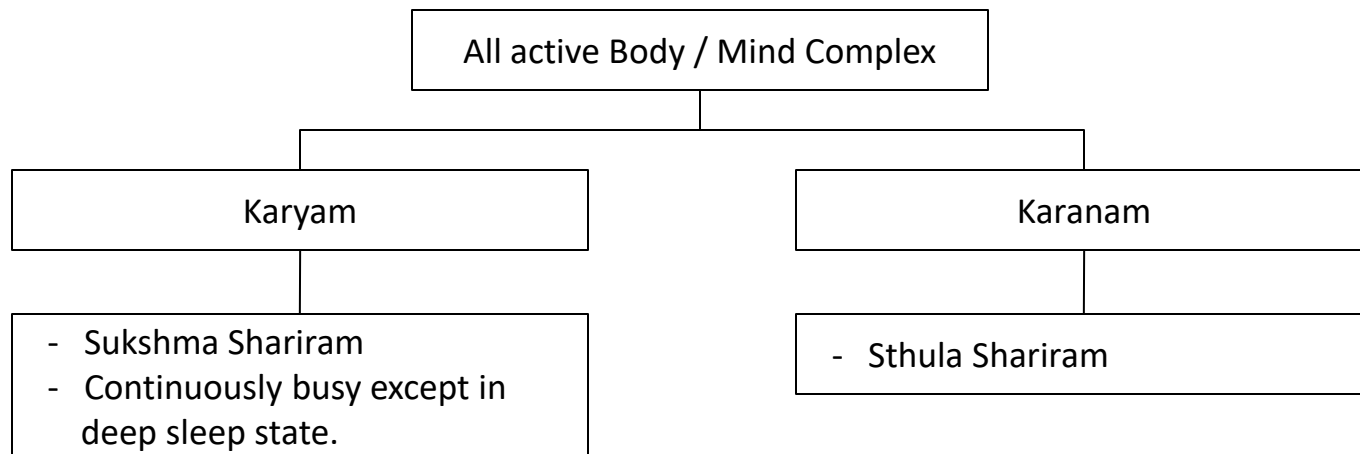 All active Body / Mind Complex
Karyam
Karanam
- Sukshma Shariram
- Continuously busy except in
deep sleep state.
- Sthula Shariram